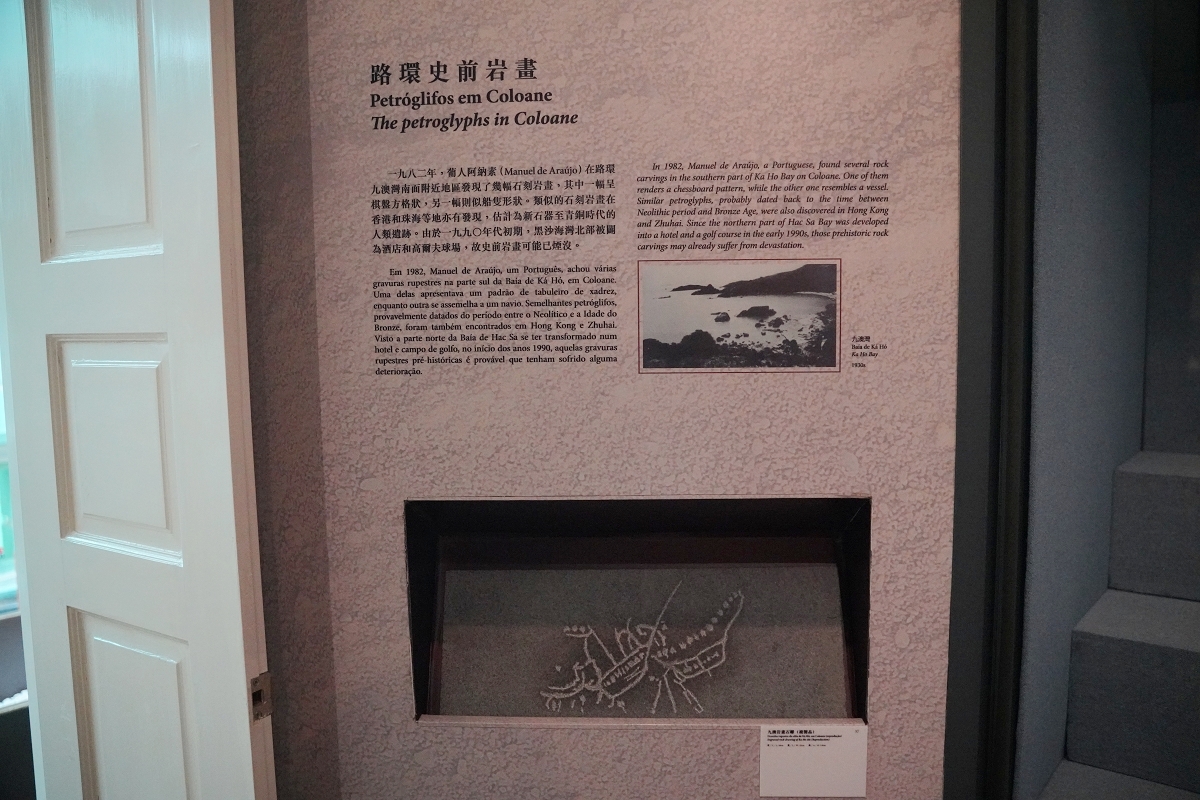 路環史前岩畫
Petróglifos em Coloane
The petroglyphs in Coloane
一九八二年，葡人阿納素（Manuel de Araújo）在路環
九澳灣南面附近地區發現了幾幅石刻岩畫，其中一幅呈
棋盤方格狀，另一幅則似船隻形狀。類似的石刻岩畫在
香港和珠海等地亦有發現，估計為新石器至青銅時代的
人類遺跡。由於一九九〇年代初期，黑沙海灣北部被闢
為酒店和高爾夫球場，故史前岩畫可能已煙沒。
Em 1982, Manuel de Araújo, um Português, achou várias
gravuras rupestres na parte sul da Baía de Ká Hó, em Coloane.
Uma delas apresentava um padrão de tabuleiro de xadrez,
enquanto outra se assemelha a um navio. Semelhantes petróglifos,
provavelmente datados do período entre o Neolítico e a Idade do
Bronze, foram também encontrados em Hong Kong e Zhuhai.
Visto a parte norte da Baía de Hac Sa se ter transformado num
hotel e campo de golfo, no início dos anos 1990, aquelas gravuras
rupestres pré-históricas é provável que tenham sofrido alguma
deterioração.
In 1982, Manuel de Araújo, a Portuguese, found several rock
carvings in the southern part of Ka Ho Bay on Coloane. One of them
renders a chessboard pattern, while the other one resembles a vessel.
Similar petroglyphs, probably dated back to the time between
Neolithic period and Bronze Age, were also discovered in Hong Kong
and Zhuhai. Since the northern part of Hac Sa Bay was developed
into a hotel and a golf course in the early 1990s, those prehistoric rock
carvings may already suffer from devastation.
九澳灣
Baía de Ká Hó
Ka Ho Bay
1930s